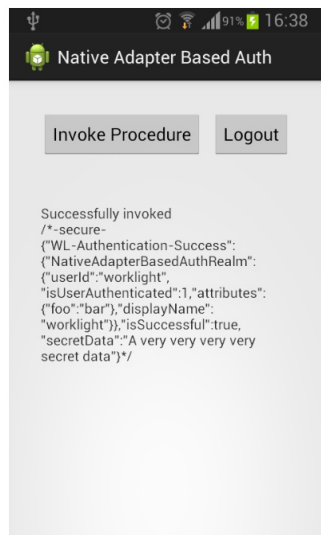 91% 16:38
Native Adapter Based Auth
Invoke Procedure Logout
Successfully invoked
/*-secure-
{"WL-Authentication-Success":
{"NativeAdapterBasedAuthRealm":
{"userId":"worklight",
"isUserAuthenticated":1,"attributes":
{"foo":"bar"},"displayName":
"worklight"}},"isSuccessful":true,
"secretData":"A very very very very
secret data"}*/